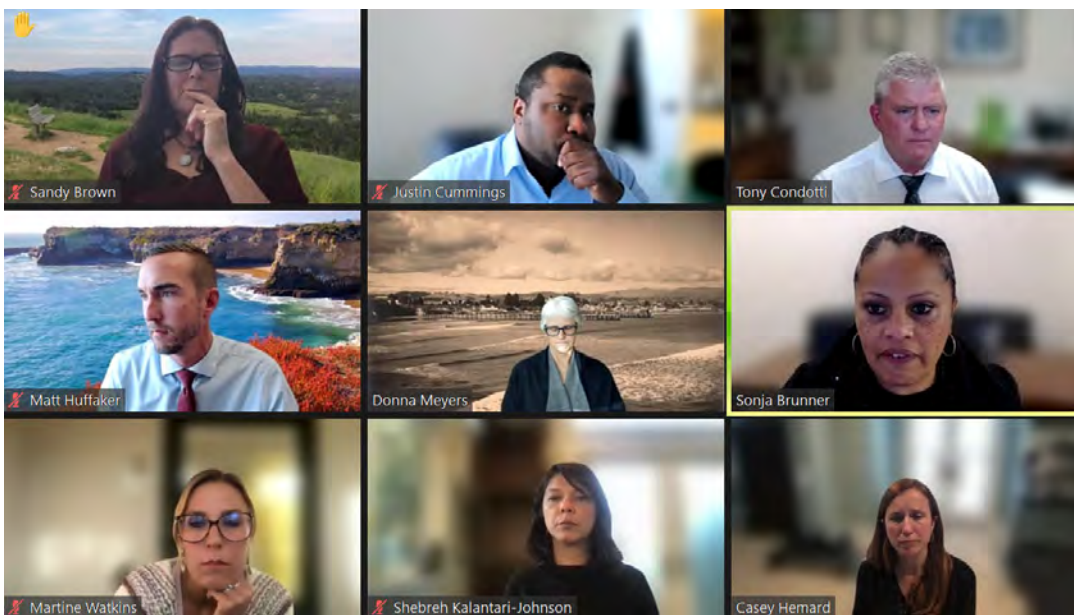 Sandy Brown
Justin Cummings
Tony Condotti
Matt Huffaker
Donna Meyers
Sonja Brunner
Martine Watkins
Shebreh Kalantari-Johnson
Casey Hemard